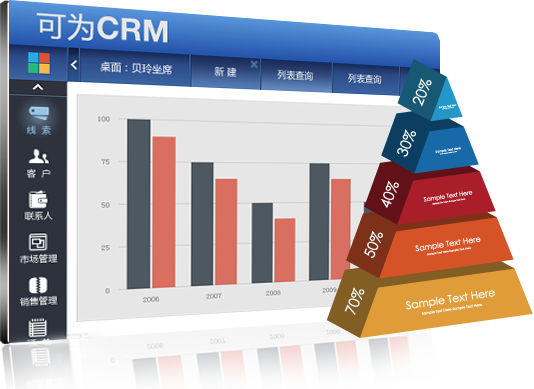 可为CRM
桌面：贝玲坐席
新 建
列表查询
列表查询
线 索
客 户
联系人
市场管理
销售管理
100
75
50
25
0
2006
2007
2008
2009
20%
30%
Sample Text Here
40%
Sample Text Here
50%
Sample Text Here
70%
Sample Text Here